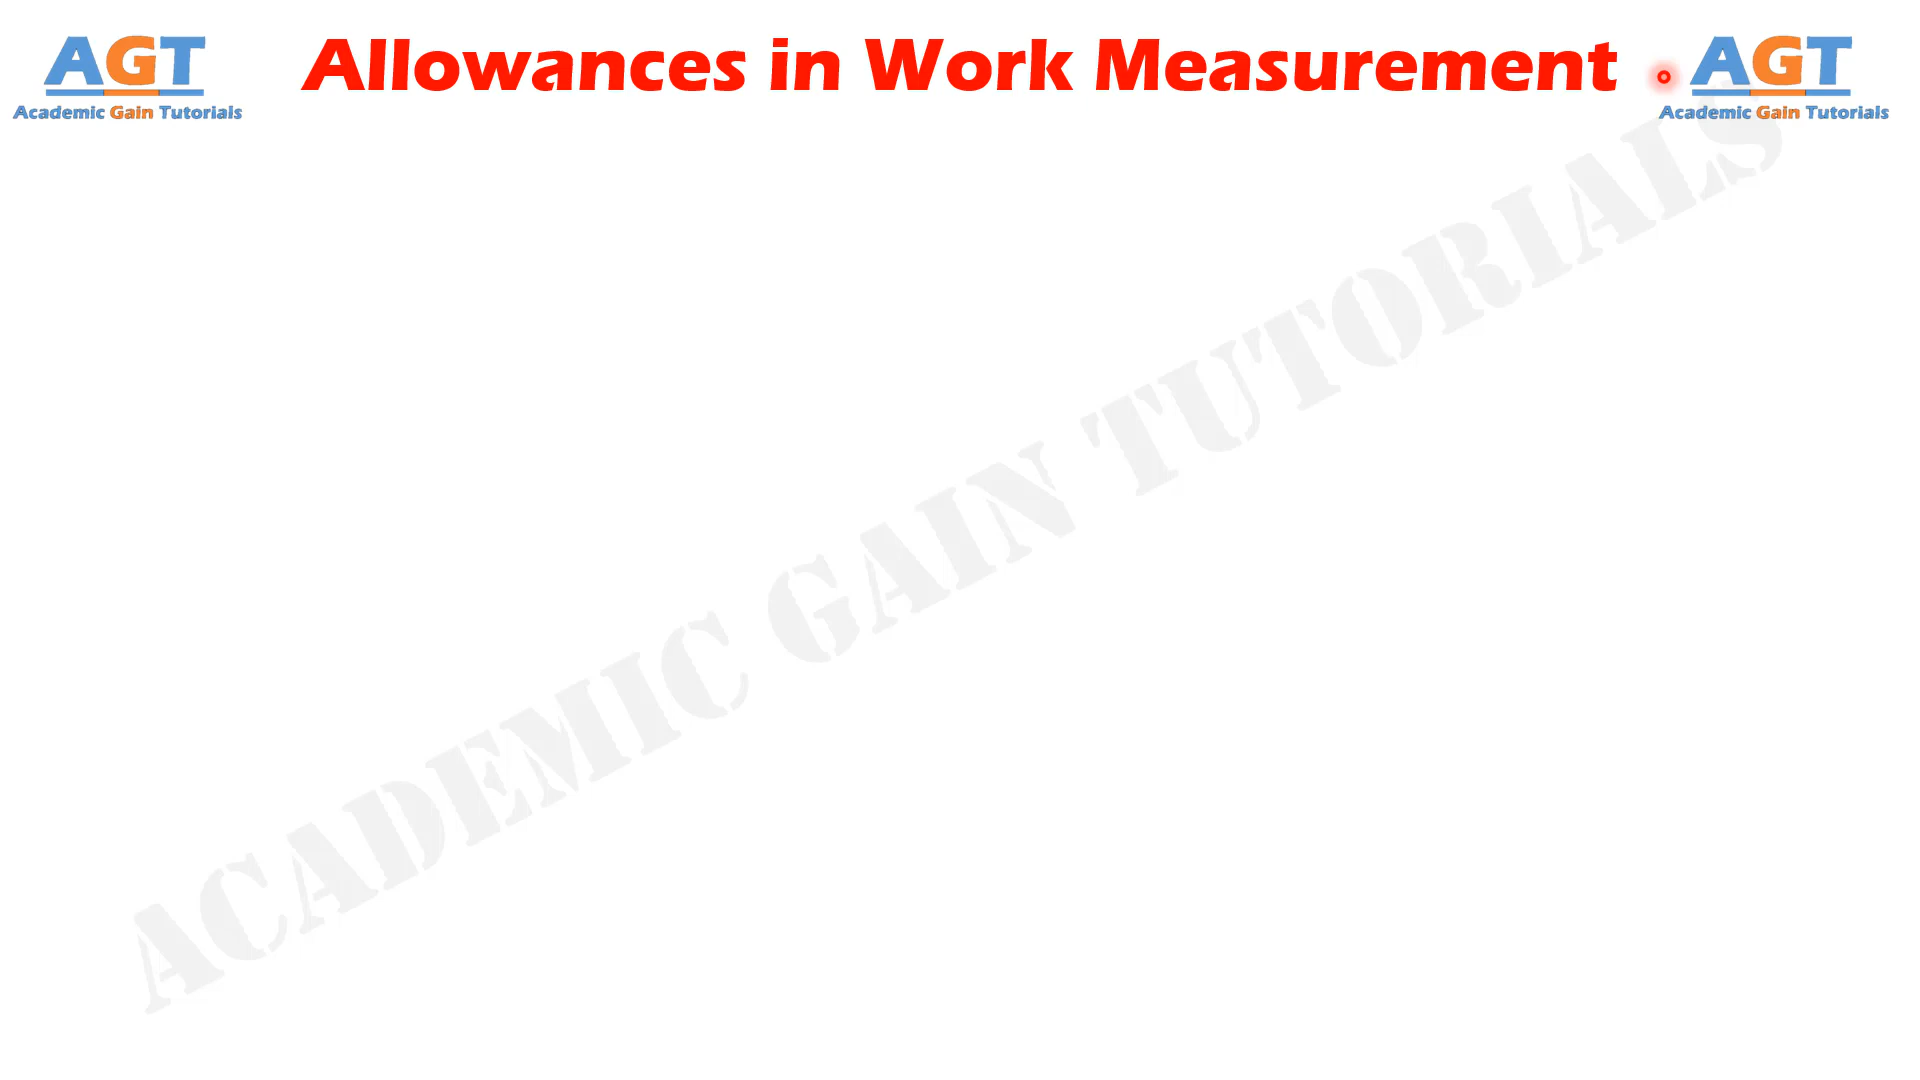 AGT
Academic Gain Tutorials
Allowances in Work Measurement
AGT
Academic Gain Tutorials
ACADEMIC GAIN TUTORIALS